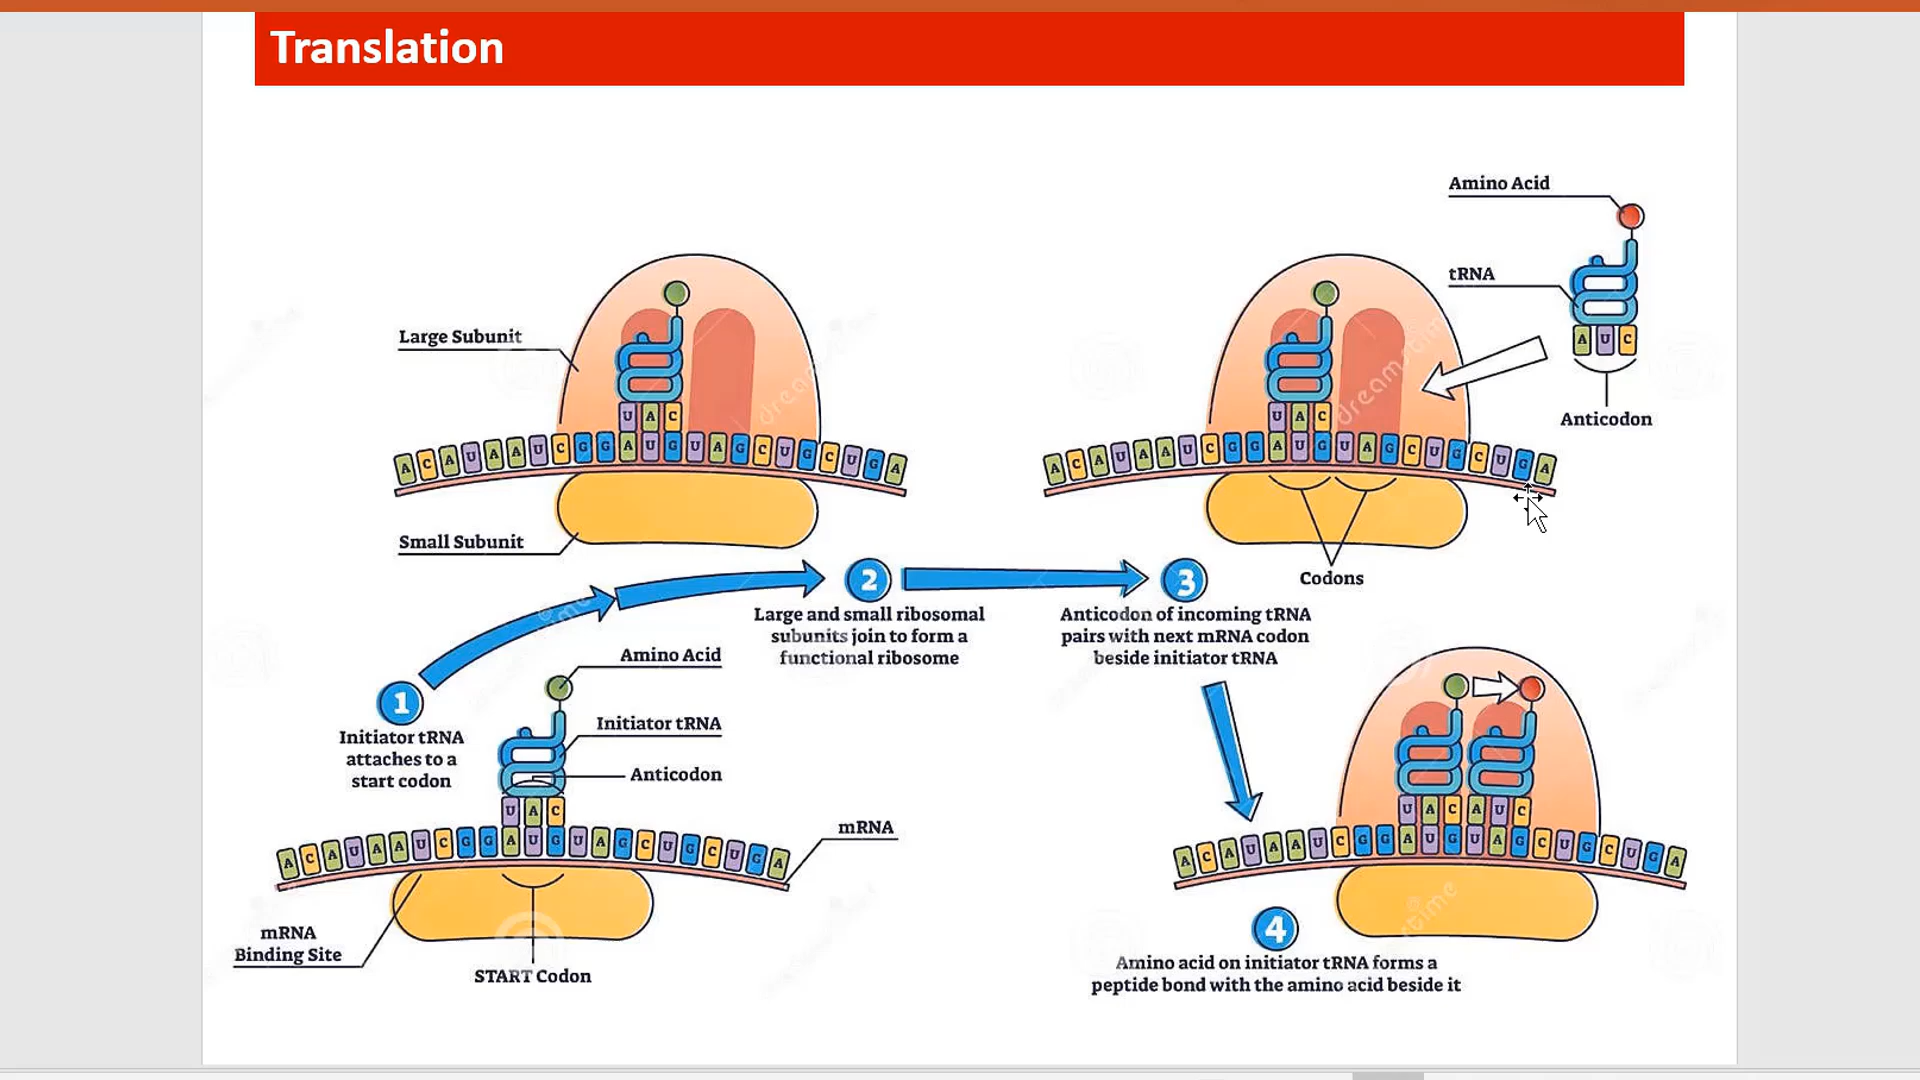 Translation
Amino Acid
tRNA
A U C
Anticodon
Large Subunit
U A C
A C A U A A U C G G A U G U A G C U G C U G A
Small Subunit
U A C
A C A U A A U C G G A U G U A G C U G C U G A
Codons
1
Initiator tRNA
attaches to a
start codon
2
Large and small ribosomal
subunits join to form a
functional ribosome
3
Anticodon of incoming tRNA
pairs with next mRNA codon
beside initiator tRNA
Amino Acid
Initiator tRNA
Anticodon
U A C
A C A U A A U C G G A U G U A G C U G C U G A
mRNA
mRNA
Binding Site
START Codon
U A C A U C
A C A U A A U C G G A U G U A G C U G C U G A
4
Amino acid on initiator tRNA forms a
peptide bond with the amino acid beside it